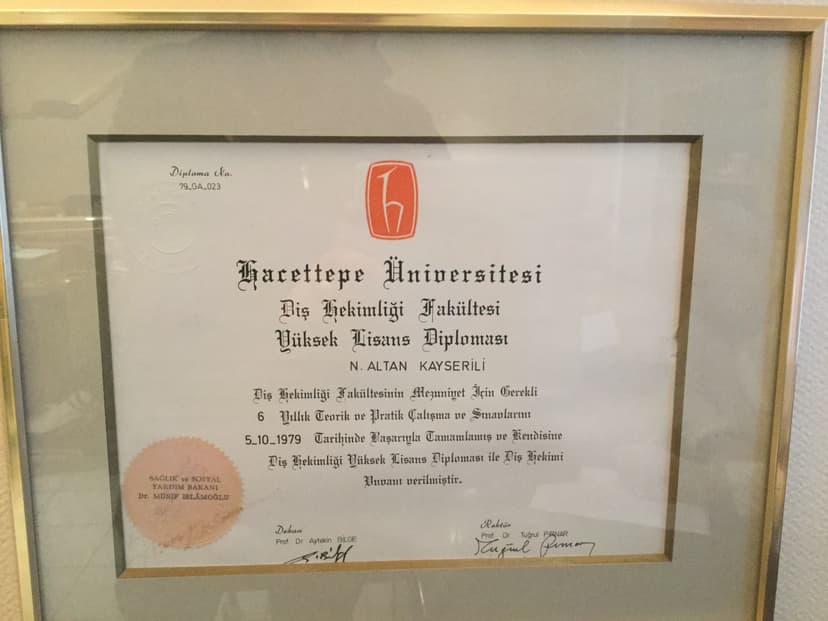 Diploma No.
79_GA_023
h
Hacettepe Üniversitesi
Diş Hekimliği Fakültesi
Yüksek Lisans Diploması
N. ALTAN KAYSERİLİ
Diş Hekimliği Fakültesinin Mezuniyet İçin Gerekli
6 Yıllık Teorik ve Pratik Çalışma ve Sınavlarını
5_10_1979 Tarihinde Başarıyla Tamamlamış ve Kendisine
Diş Hekimliği Yüksek Lisans Diploması ile Diş Hekimi
Unvanı verilmiştir.
SAĞLIK ve SOSYAL
YARDIM BAKANI
Dr. MÜNİF İSLÂMOĞLU
Dekan
Prof Dr Aytekin BİLGE
Rektör
Prof Dr Tuğrul PİRNAR